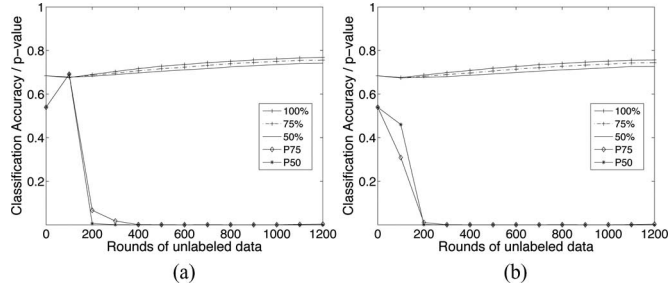 Classification Accuracy / p-value
1
0.8
0.6
0.4
0.2
100%
75%
50%
P75
P50
0 200 400 600 800 1000 1200
Rounds of unlabeled data
(a)
Classification Accuracy / p-value
1
0.8
0.6
0.4
0.2
100%
75%
50%
P75
P50
0 200 400 600 800 1000 1200
Rounds of unlabeled data
(b)